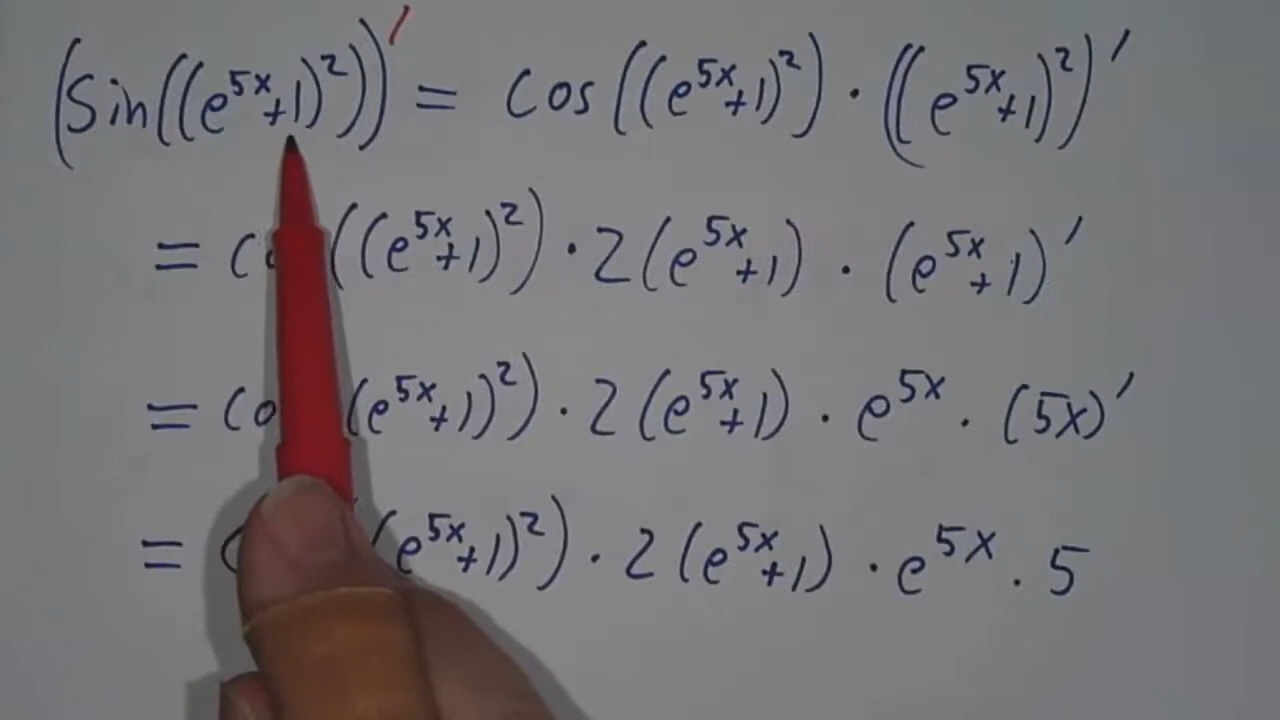 (Sin((e^{5x}+1)^2))' = Cos((e^{5x}+1)^2) · ((e^{5x}+1)^2)'
= co ((e^{5x}+1)^2) · 2(e^{5x}+1) · (e^{5x}+1)'
= Co (e^{5x}+1)^2) · 2(e^{5x}+1) · e^{5x} · (5x)'
= (e^{5x}+1)^2) · 2(e^{5x}+1) · e^{5x} · 5